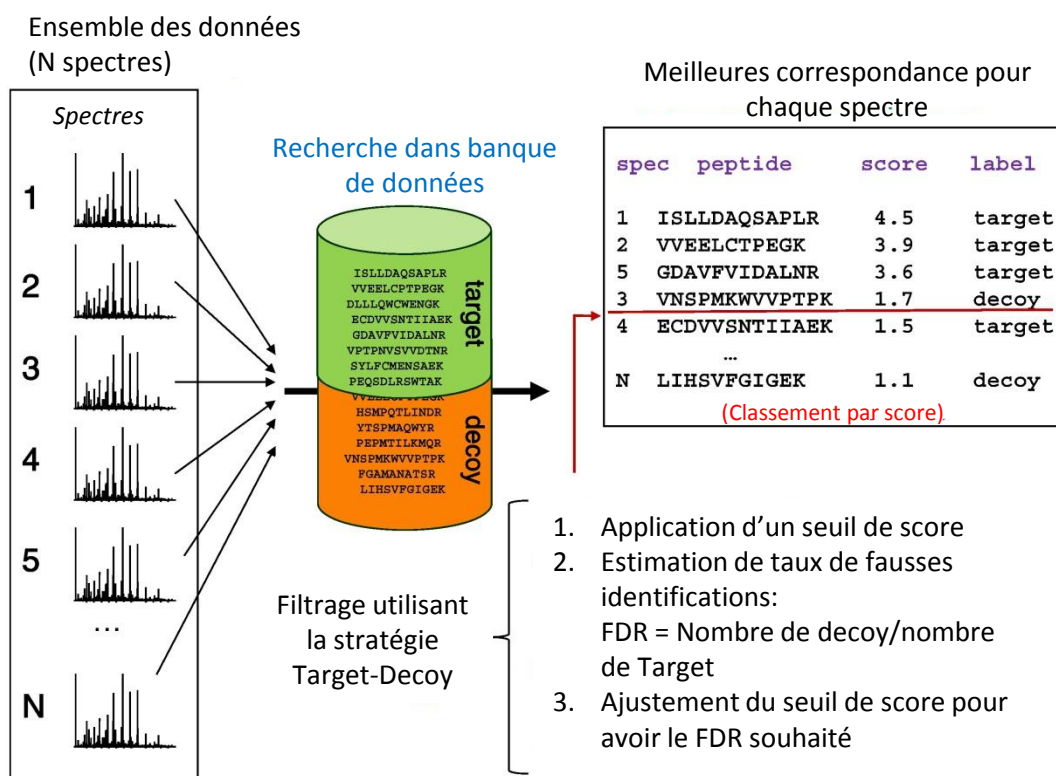 Ensemble des données
(N spectres)
Spectres
1
2
3
4
5
...
N
Recherche dans banque
de données
ISLLDAQSAPLR
VVEELCPTPEGK
DLLLQWCWENGK
ECDVVSNTIIAEK
GDAVFVIDALNR
VPTPNVSVVDTNR
SYLFCMENSAEK
PEQSDLRSWTAK
target
HSMPQTLINDR
YTSPMAQWYR
PEPMTILKMQR
VNSPMKWVVPTPK
FGAMANATSR
LIHSVFGIGEK
decoy
Meilleures correspondance pour
chaque spectre
spec peptide score label
1 ISLLDAQSAPLR 4.5 target
2 VVEELCTPEGK 3.9 target
5 GDAVFVIDALNR 3.6 target
3 VNSPMKWVVPTPK 1.7 decoy
4 ECDVVSNTIIAEK 1.5 target
…
N LIHSVFGIGEK 1.1 decoy
(Classement par score)
Filtrage utilisant
la stratégie
Target-Decoy
1. Application d’un seuil de score
2. Estimation de taux de fausses
identifications:
FDR = Nombre de decoy/nombre
de Target
3. Ajustement du seuil de score pour
avoir le FDR souhaité